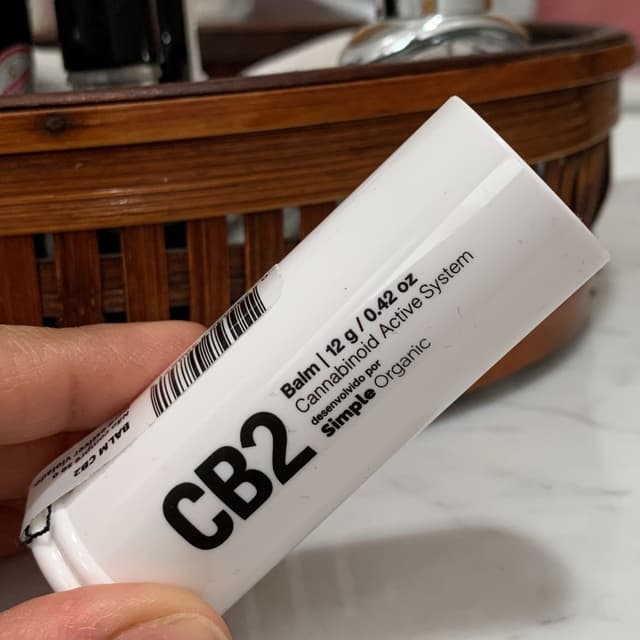 CB2
Balm | 12 g / 0.42 oz
Cannabinoid Active System
desenvolvido por
Simple Organic
BALM CB2